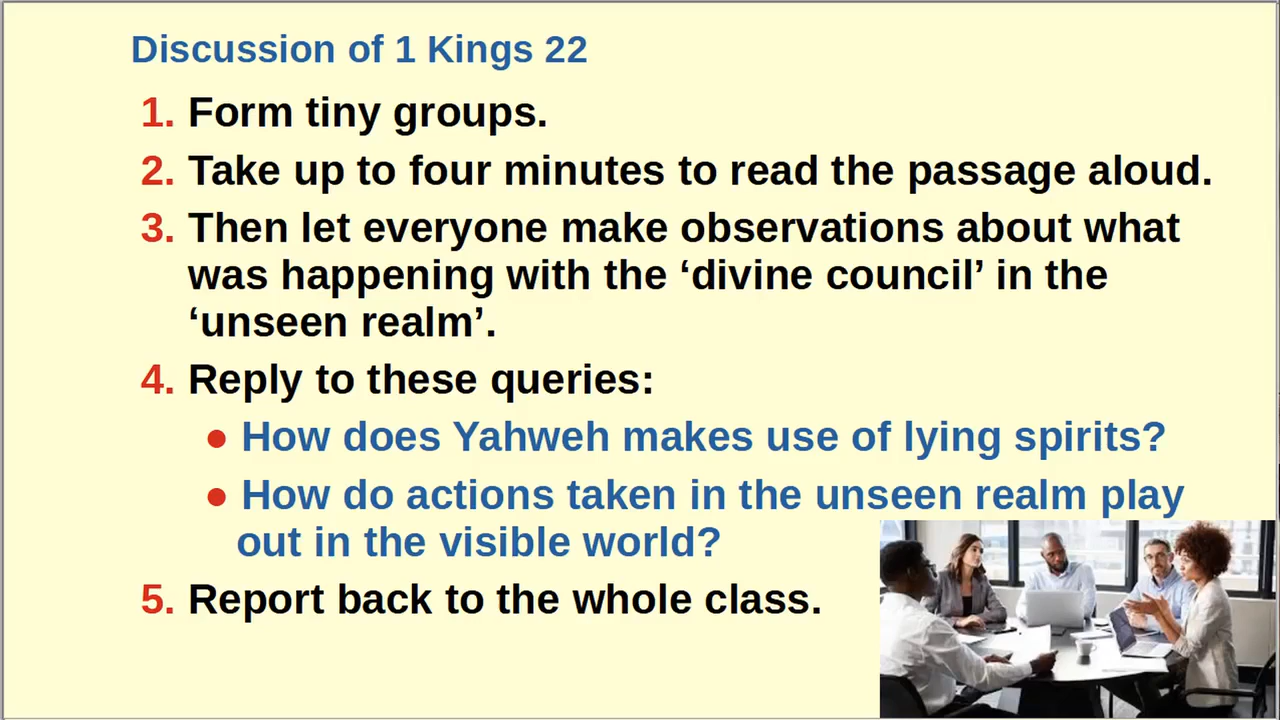 Discussion of 1 Kings 22
1. Form tiny groups.
2. Take up to four minutes to read the passage aloud.
3. Then let everyone make observations about what
was happening with the ‘divine council’ in the
‘unseen realm’.
4. Reply to these queries:
● How does Yahweh makes use of lying spirits?
● How do actions taken in the unseen realm play
out in the visible world?
5. Report back to the whole class.